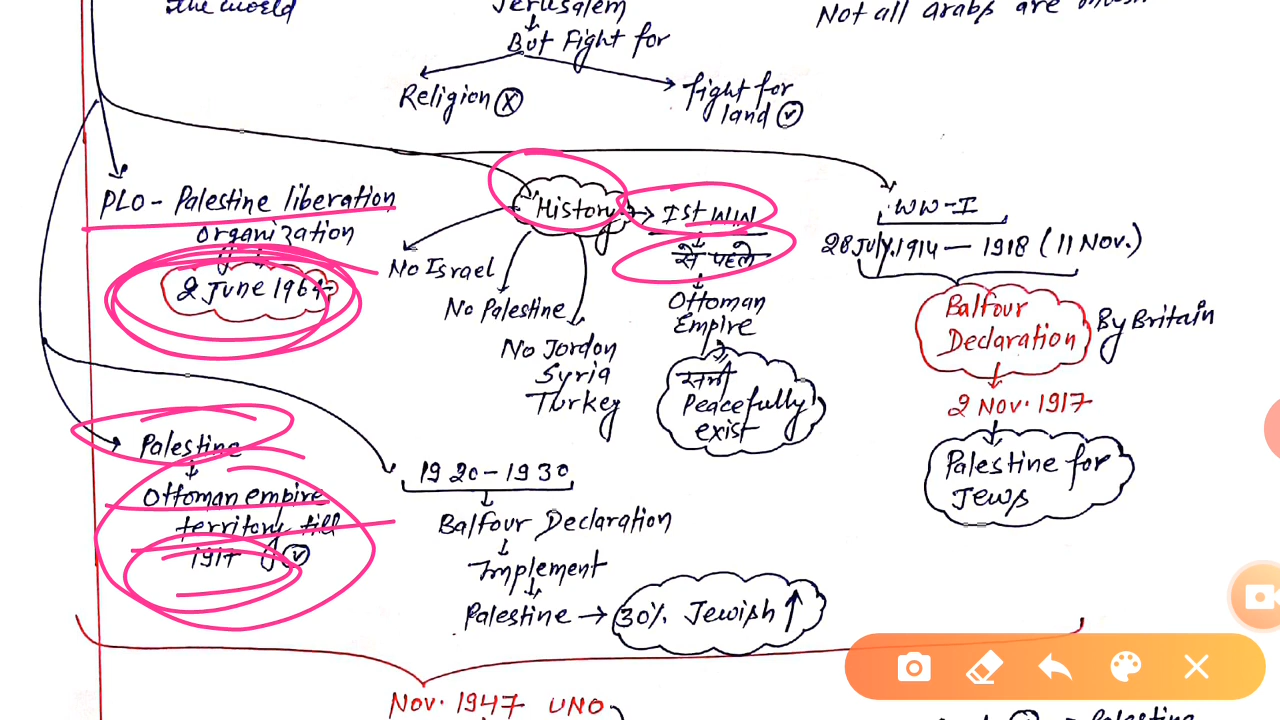 the world
Jerusalem
Not all arabs are
But Fight for
Religion (x)
fight for
land (v)
PLO - Palestine liberation
organization
2 June 1964
History → Ist WW
से पहले
Ottoman
Empire
में
सभी
Peacefully
exist
No Israel
No Palestine
No Jordon
Syria
Turkey
WW-I
28 July.1914 — 1918 (11 Nov.)
Balfour
Declaration
By Britain
2 Nov. 1917
Palestine for
Jews
Palestine
Ottoman empire
territory till
1917 (v)
1920-1930
Balfour Declaration
Implement
Palestine → 30% Jewish ↑
Nov. 1947 UNO
Palestine